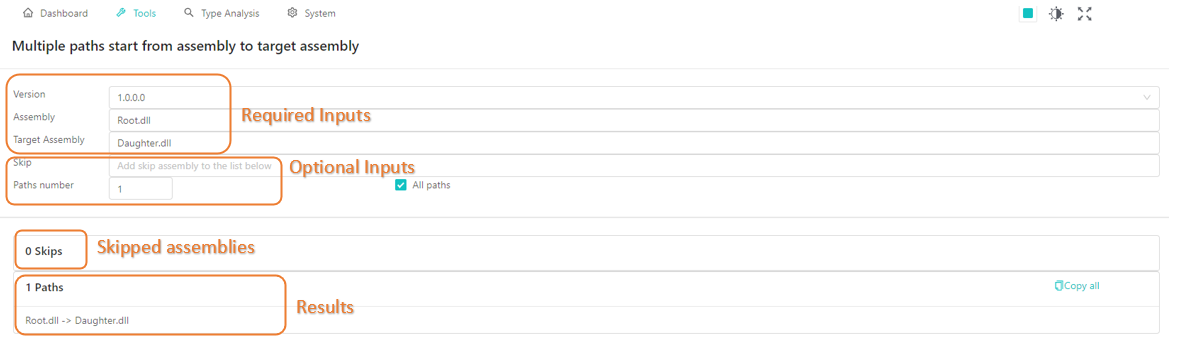 Dashboard Tools Type Analysis System
Multiple paths start from assembly to target assembly
Version 1.0.0.0
Assembly Root.dll Required Inputs
Target Assembly Daughter.dll
Skip Add skip assembly to the list below Optional Inputs
Paths number 1 All paths
0 Skips Skipped assemblies
1 Paths Copy all
Results
Root.dll -> Daughter.dll